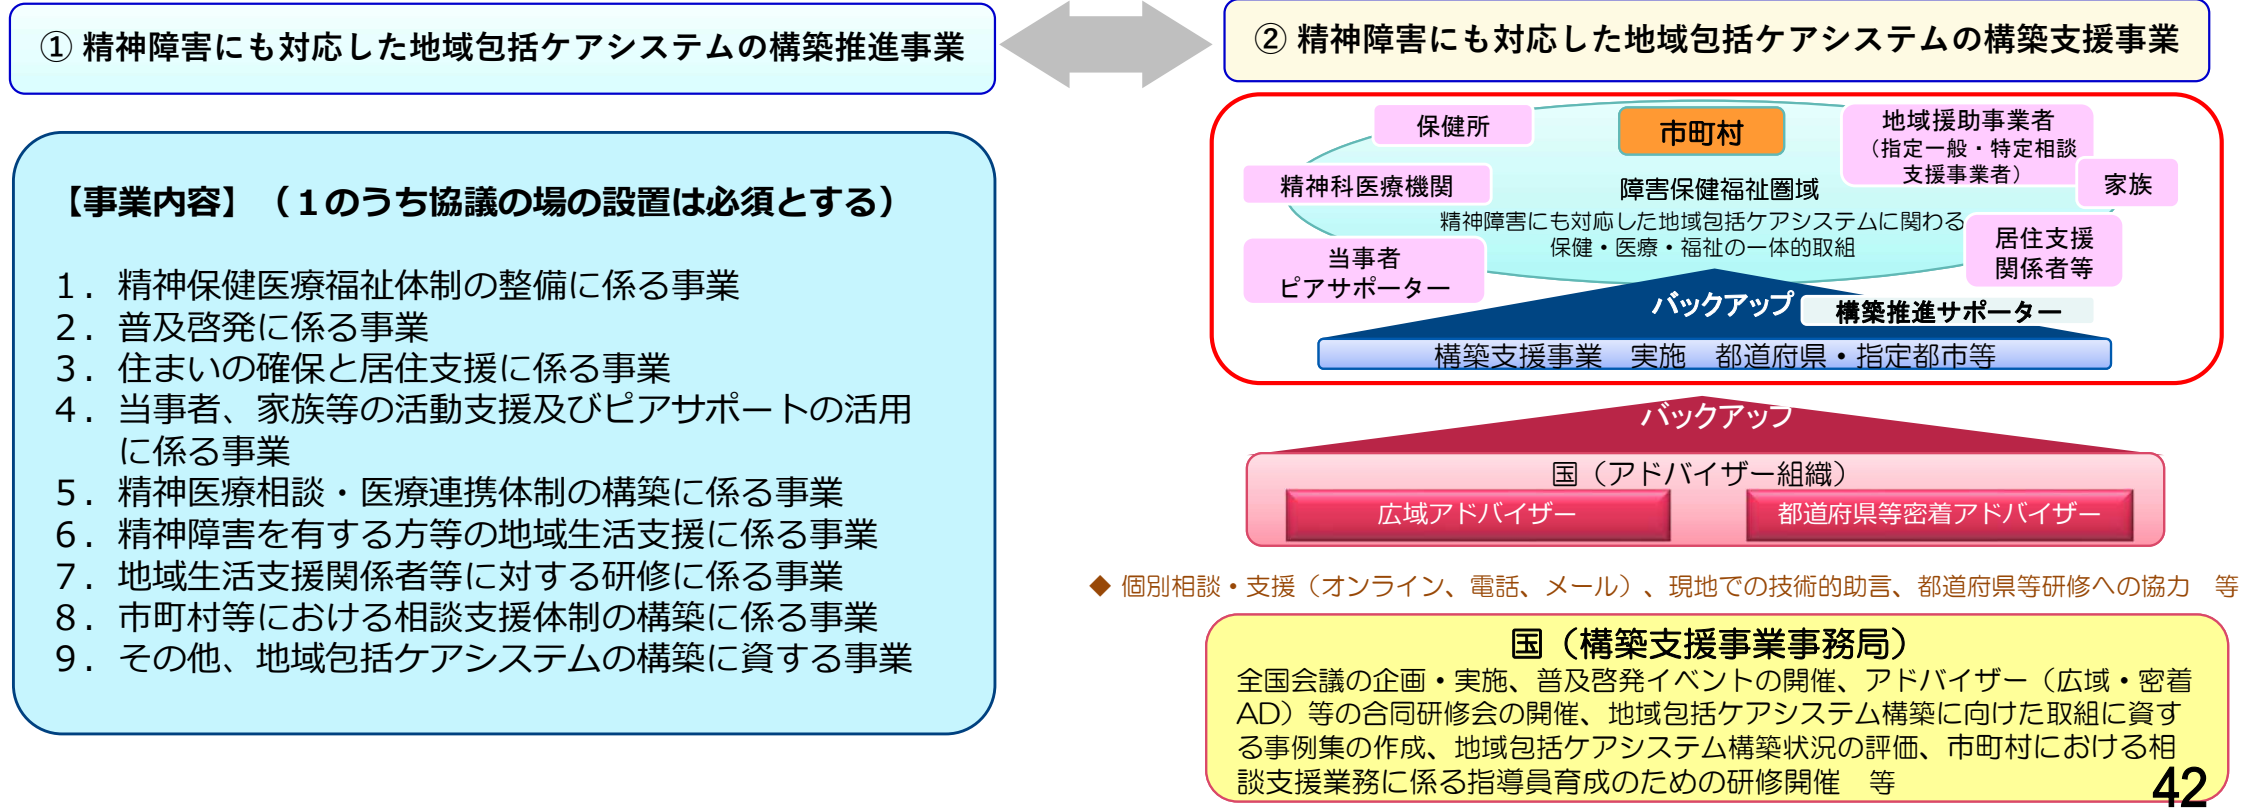 ① 精神障害にも対応した地域包括ケアシステムの構築推進事業
【事業内容】（１のうち協議の場の設置は必須とする）
１．精神保健医療福祉体制の整備に係る事業
２．普及啓発に係る事業
３．住まいの確保と居住支援に係る事業
４．当事者、家族等の活動支援及びピアサポートの活用
に係る事業
５．精神医療相談・医療連携体制の構築に係る事業
６．精神障害を有する方等の地域生活支援に係る事業
７．地域生活支援関係者等に対する研修に係る事業
８．市町村等における相談支援体制の構築に係る事業
９．その他、地域包括ケアシステムの構築に資する事業
② 精神障害にも対応した地域包括ケアシステムの構築支援事業
保健所
市町村
地域援助事業者
（指定一般・特定相談
支援事業者）
精神科医療機関
家族
障害保健福祉圏域
精神障害にも対応した地域包括ケアシステムに関わる
保健・医療・福祉の一体的取組
当事者
ピアサポーター
居住支援
関係者等
バックアップ
構築推進サポーター
構築支援事業　実施　都道府県・指定都市等
バックアップ
国（アドバイザー組織）
広域アドバイザー
都道府県等密着アドバイザー
◆ 個別相談・支援（オンライン、電話、メール）、現地での技術的助言、都道府県等研修への協力　等
国（構築支援事業事務局）
全国会議の企画・実施、普及啓発イベントの開催、アドバイザー（広域・密着
AD）等の合同研修会の開催、地域包括ケアシステム構築に向けた取組に資す
る事例集の作成、地域包括ケアシステム構築状況の評価、市町村における相
談支援業務に係る指導員育成のための研修開催　等
42